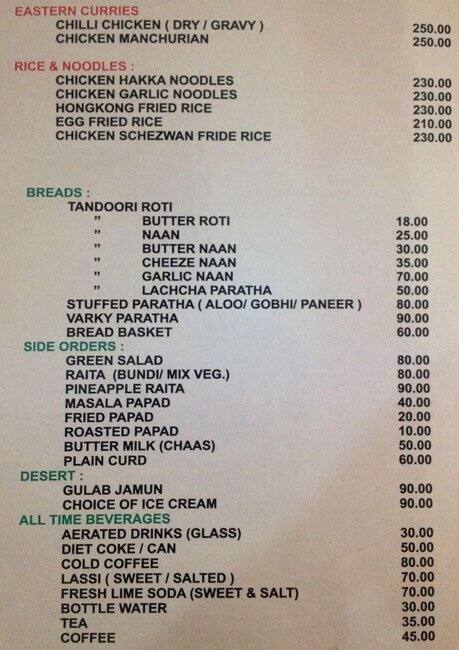 EASTERN CURRIES
CHILLI CHICKEN ( DRY / GRAVY ) 250.00
CHICKEN MANCHURIAN 250.00
RICE & NOODLES :
CHICKEN HAKKA NOODLES 230.00
CHICKEN GARLIC NOODLES 230.00
HONGKONG FRIED RICE 230.00
EGG FRIED RICE 210.00
CHICKEN SCHEZWAN FRIDE RICE 230.00
BREADS :
TANDOORI ROTI
” BUTTER ROTI 18.00
” NAAN 25.00
” BUTTER NAAN 30.00
” CHEEZE NAAN 35.00
” GARLIC NAAN 70.00
” LACHCHA PARATHA 50.00
STUFFED PARATHA ( ALOO/ GOBHI/ PANEER ) 80.00
VARKY PARATHA 90.00
BREAD BASKET 60.00
SIDE ORDERS :
GREEN SALAD 80.00
RAITA (BUNDI/ MIX VEG.) 80.00
PINEAPPLE RAITA 90.00
MASALA PAPAD 40.00
FRIED PAPAD 20.00
ROASTED PAPAD 10.00
BUTTER MILK (CHAAS) 50.00
PLAIN CURD 60.00
DESERT :
GULAB JAMUN 90.00
CHOICE OF ICE CREAM 90.00
ALL TIME BEVERAGES
AERATED DRINKS (GLASS) 30.00
DIET COKE / CAN 50.00
COLD COFFEE 80.00
LASSI ( SWEET / SALTED ) 70.00
FRESH LIME SODA (SWEET & SALT) 70.00
BOTTLE WATER 30.00
TEA 35.00
COFFEE 45.00